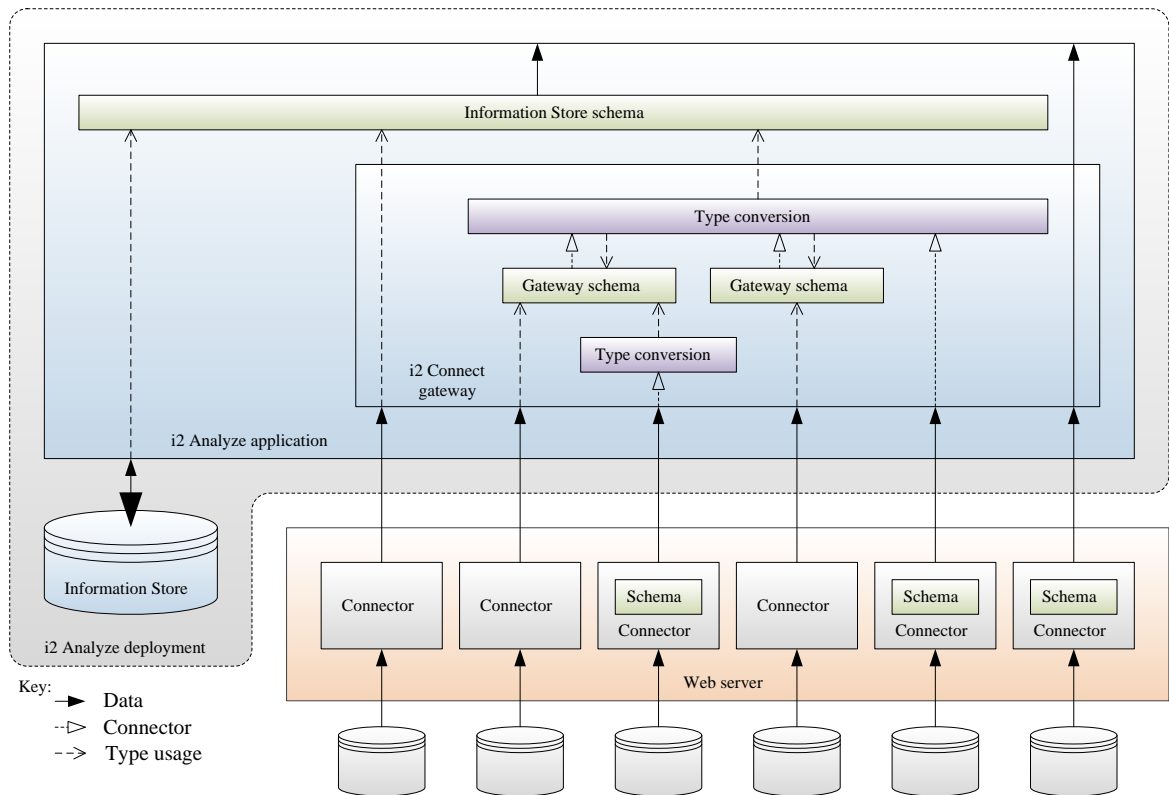 Information Store schema
Type conversion
Gateway schema
Gateway schema
Type conversion
i2 Connect
gateway
i2 Analyze application
Information Store
i2 Analyze deployment
Connector
Connector
Schema
Connector
Connector
Schema
Connector
Schema
Connector
Web server
Key:
Data
Connector
Type usage